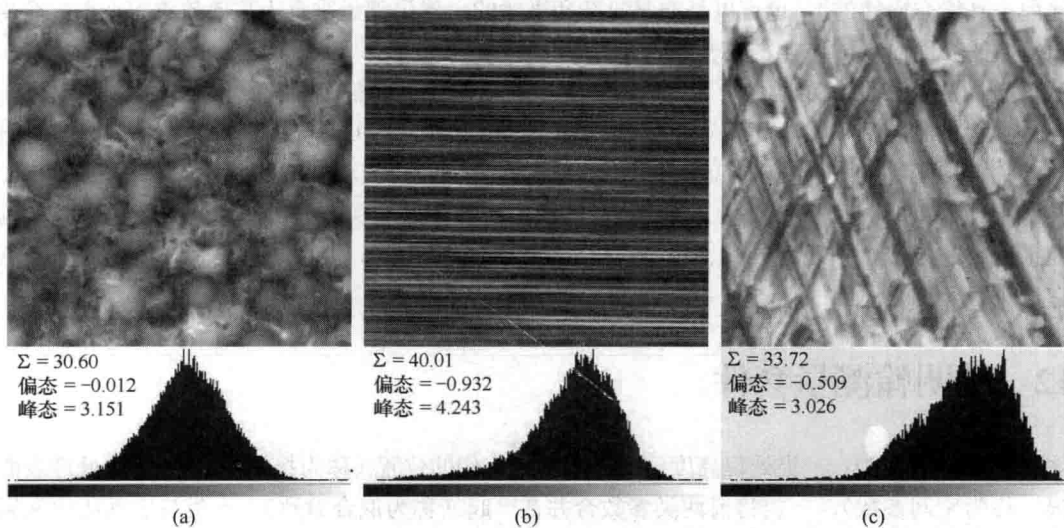 Σ = 30.60
偏态 = −0.012
峰态 = 3.151
Σ = 40.01
偏态 = −0.932
峰态 = 4.243
Σ = 33.72
偏态 = −0.509
峰态 = 3.026
(a)
(b)
(c)